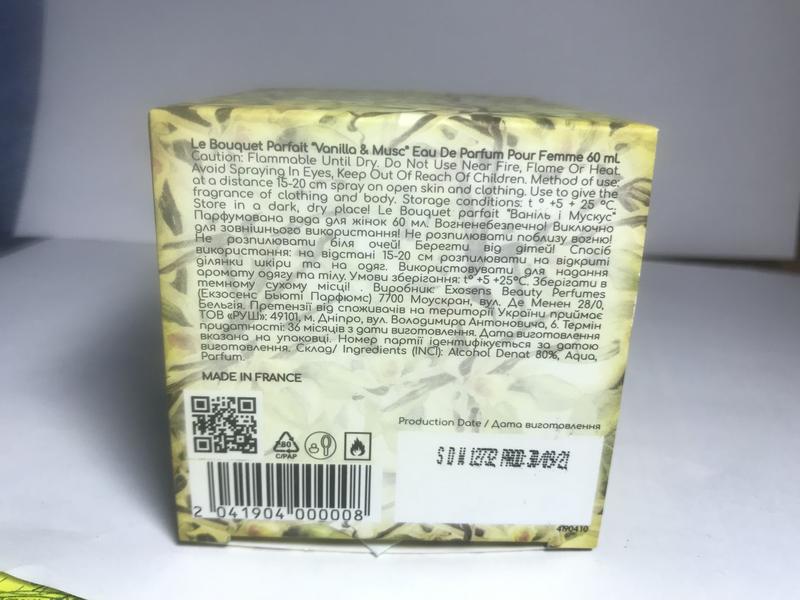 Le Bouquet Parfait "Vanilla & Musc" Eau De Parfum Pour Femme 60 mL
Caution: Flammable Until Dry. Do Not Use Near Fire, Flame Or Heat.
Avoid Spraying In Eyes, Keep Out Of Reach Of Children. Method of use:
at a distance 15-20 cm spray on open skin and clothing. Use to give the
fragrance of clothing and body. Storage conditions: t ° +5 + 25 °C.
Store in a dark, dry place! Le Bouquet parfait "Ваніль і Мускус"
Парфумована вода для жінок 60 мл. Вогненебезпечно! Виключно
для зовнішнього використання! Не розпилювати поблизу вогню!
Не розпилювати біля очей! Берегти від дітей! Спосіб
використання: на відстані 15-20 см розпилювати на відкриті
ділянки шкіри та на одяг. Використовувати для надання
аромату одягу та тілу. Умови зберігання: t° +5 +25°C. Зберігати в
темному сухому місці! . Виробник: Exosens Beauty Perfumes
(Екзосенс Бьюті Парфюмс) 7700 Моускран, вул. Де Менен 28/0,
Бельгія. Претензії від споживачів на території України приймає
ТОВ «РУШ»: 49101, м. Дніпро, вул. Володимира Антоновича, 6. Термін
придатності: 36 місяців з дати виготовлення. Дата виготовлення
вказана на упаковці. Номер партії ідентифікується за датою
виготовлення. Склад/ Ingredients (INCI): Alcohol Denat 80%, Aqua,
Parfum.
MADE IN FRANCE
Production Date / Дата виготовлення
80
C/PAP
SDW 12732 PROD-30/09/21
2 041904 000008
4190410